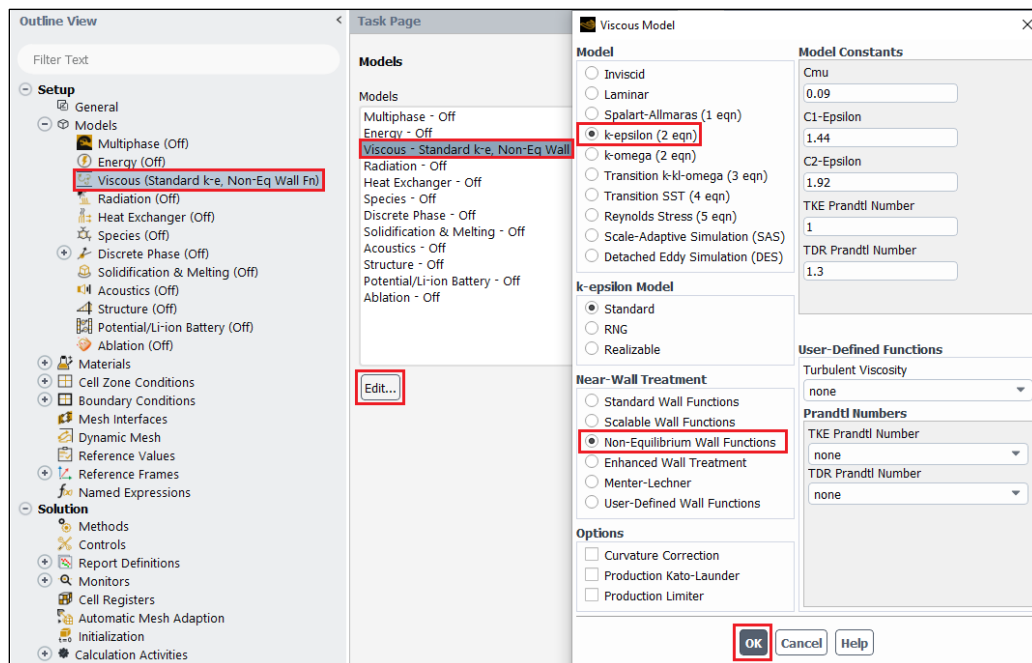 Outline View
<
Filter Text
Setup
General
Models
Multiphase (Off)
Energy (Off)
Viscous (Standard k-e, Non-Eq Wall Fn)
Radiation (Off)
Heat Exchanger (Off)
Species (Off)
Discrete Phase (Off)
Solidification & Melting (Off)
Acoustics (Off)
Structure (Off)
Potential/Li-ion Battery (Off)
Ablation (Off)
Materials
Cell Zone Conditions
Boundary Conditions
Mesh Interfaces
Dynamic Mesh
Reference Values
Reference Frames
Named Expressions
Solution
Methods
Controls
Report Definitions
Monitors
Cell Registers
Automatic Mesh Adaption
Initialization
Calculation Activities
Task Page
Models
Models
Multiphase - Off
Energy - Off
Viscous - Standard k-e, Non-Eq Wall
Radiation - Off
Heat Exchanger - Off
Species - Off
Discrete Phase - Off
Solidification & Melting - Off
Acoustics - Off
Structure - Off
Potential/Li-ion Battery - Off
Ablation - Off
Edit...
Viscous Model
Model
Inviscid
Laminar
Spalart-Allmaras (1 eqn)
k-epsilon (2 eqn)
k-omega (2 eqn)
Transition k-kl-omega (3 eqn)
Transition SST (4 eqn)
Reynolds Stress (5 eqn)
Scale-Adaptive Simulation (SAS)
Detached Eddy Simulation (DES)
k-epsilon Model
Standard
RNG
Realizable
Near-Wall Treatment
Standard Wall Functions
Scalable Wall Functions
Non-Equilibrium Wall Functions
Enhanced Wall Treatment
Menter-Lechner
User-Defined Wall Functions
Options
Curvature Correction
Production Kato-Launder
Production Limiter
Model Constants
Cmu
0.09
C1-Epsilon
1.44
C2-Epsilon
1.92
TKE Prandtl Number
1
TDR Prandtl Number
1.3
User-Defined Functions
Turbulent Viscosity
none
Prandtl Numbers
TKE Prandtl Number
none
TDR Prandtl Number
none
OK Cancel Help